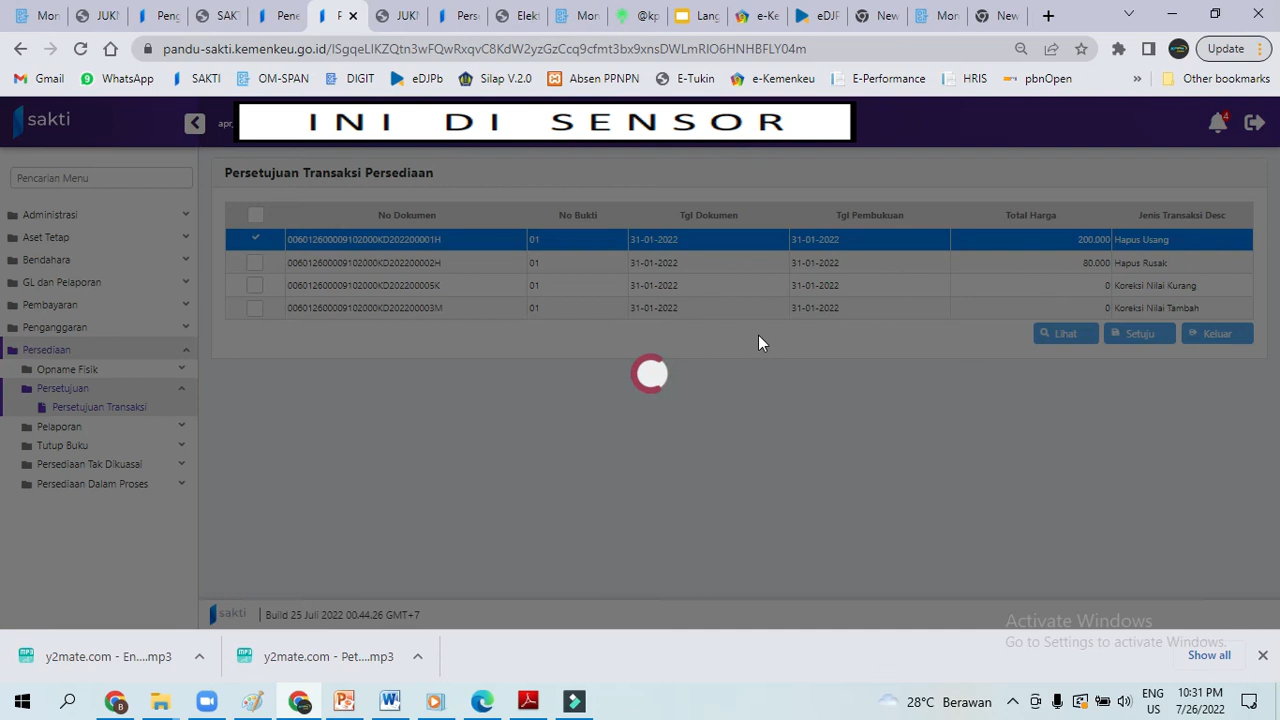 Mon
JUKI
Peng
SAK
Pene
P
JUKI
Pers
Elekt
Mon
@kp
Lang
e-Ke
eDJP
New
Mon
New
pandu-sakti.kemenkeu.go.id/ISgqeLIKZQtn3wFQwRxqvC8KdW2yzGzCcq9cfmt3bx9xnsDWLmRIO6HNHBFLY04m
Update
Gmail
WhatsApp
SAKTI
OM-SPAN
DIGIT
eDJPb
Silap V.2.0
Absen PPNPN
E-Tukin
e-Kemenkeu
E-Performance
HRIS
pbnOpen
Other bookmarks
sakti
apr
INI DI SENSOR
4
Pencarian Menu
Administrasi
Aset Tetap
Bendahara
GL dan Pelaporan
Pembayaran
Penganggaran
Persediaan
Opname Fisik
Persetujuan
Persetujuan Transaksi
Pelaporan
Tutup Buku
Persediaan Tak Dikuasai
Persediaan Dalam Proses
Persetujuan Transaksi Persediaan
No Dokumen No Bukti Tgl Dokumen Tgl Pembukuan Total Harga Jenis Transaksi Desc
006012600009102000KD202200001H 01 31-01-2022 31-01-2022 200.000 Hapus Usang
006012600009102000KD202200002H 01 31-01-2022 31-01-2022 80.000 Hapus Rusak
006012600009102000KD202200005K 01 31-01-2022 31-01-2022 0 Koreksi Nilai Kurang
006012600009102000KD202200003M 01 31-01-2022 31-01-2022 0 Koreksi Nilai Tambah
Lihat
Setuju
Keluar
sakti
Build 25 Juli 2022 00.44.26 GMT+7
Activate Windows
Go to Settings to activate Windows.
y2mate.com - En....mp3
y2mate.com - Pet....mp3
Show all
28°C Berawan
ENG
US
10:31 PM
7/26/2022